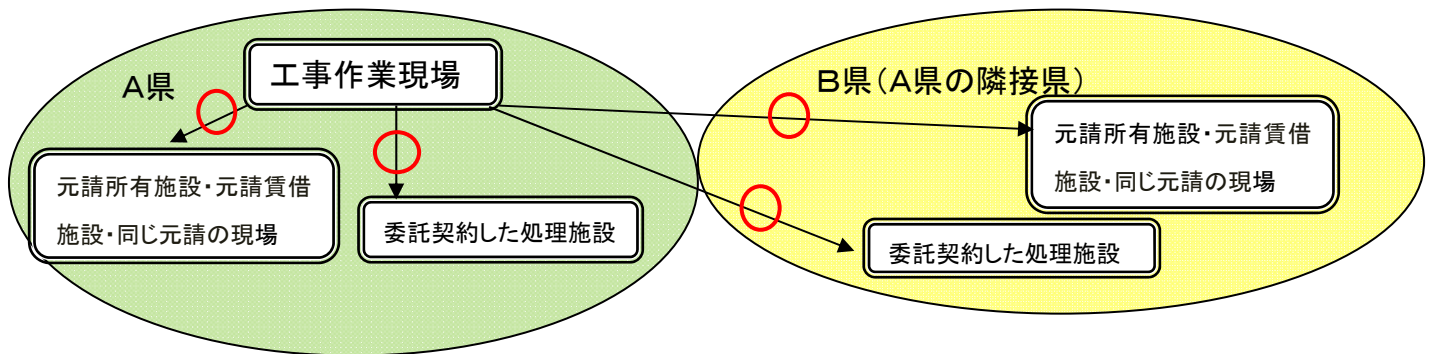 工事作業現場
A県
元請所有施設・元請賃借
施設・同じ元請の現場
委託契約した処理施設
B県(A県の隣接県)
元請所有施設・元請賃借
施設・同じ元請の現場
委託契約した処理施設